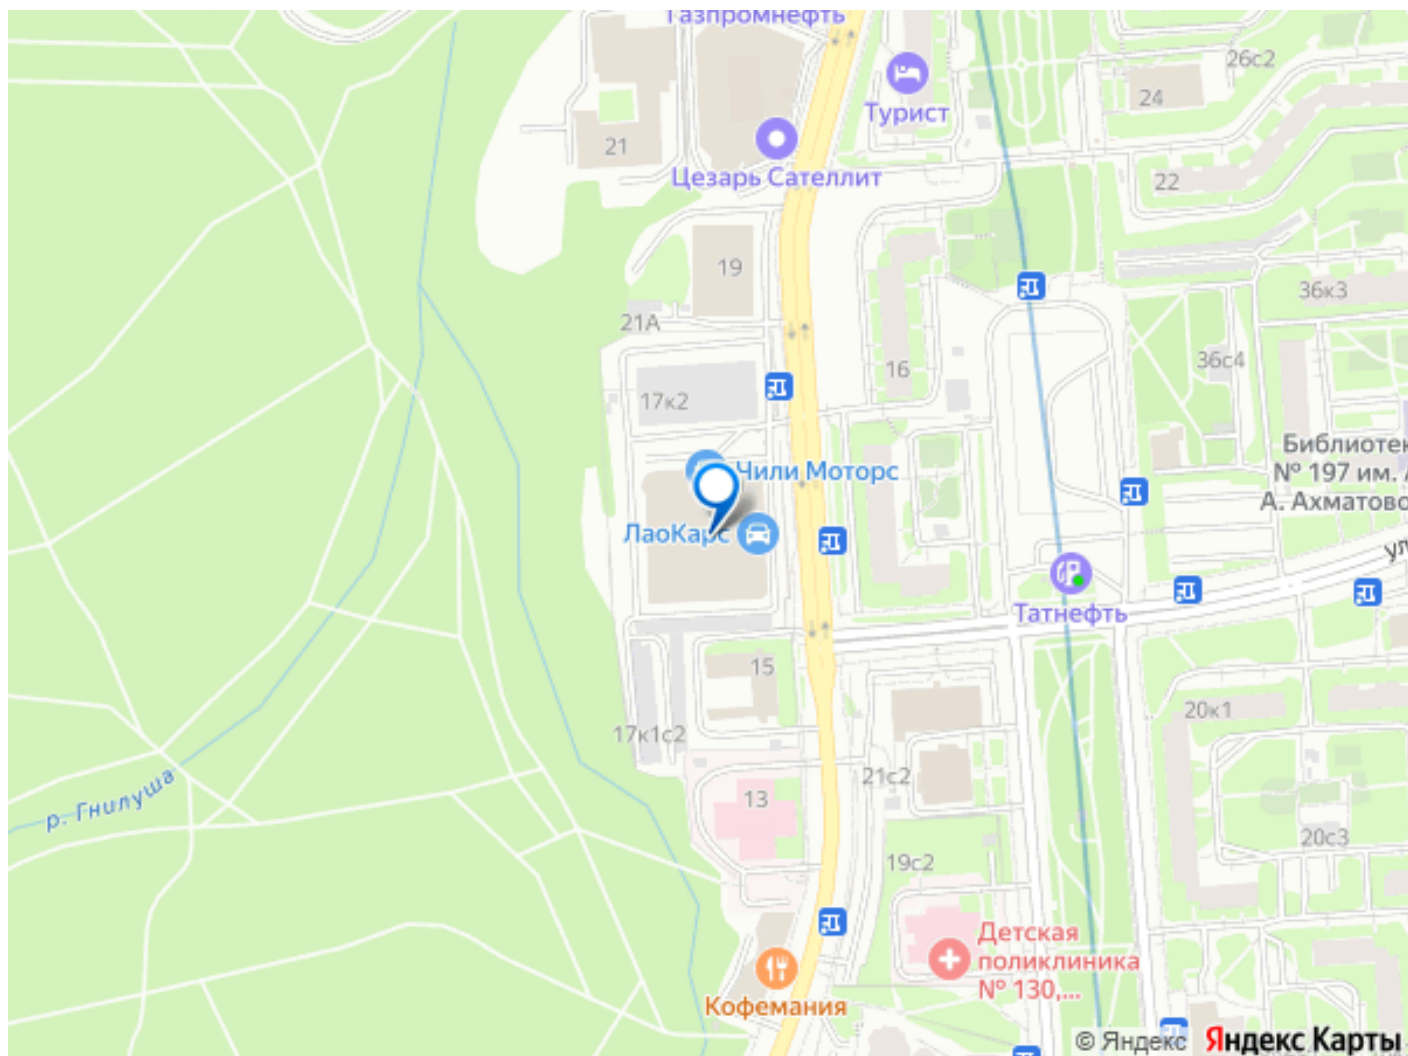 Газпромнефть
26с2
24
Турист
21
Цезарь Сателлит
22
19
36к3
21А
16
36с4
17к2
Библиотек
№ 197 им. А
А. Ахматово
Чили Моторс
ЛаоКарс
ул
Татнефть
15
20к1
17к1с2
21с2
13
р. Гнилуша
20с3
19с2
Детская
поликлиника
№ 130,...
Кофемания
© Яндекс Яндекс Карты